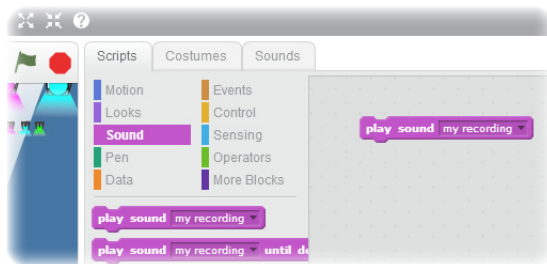 Scripts Costumes Sounds
Motion Events
Looks Control
Sound Sensing
Pen Operators
Data More Blocks
play sound my recording
play sound my recording
play sound my recording until